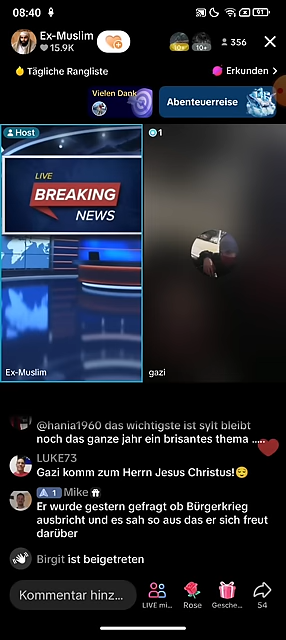 08:40
91
Ex-Muslim
15.9K
10+
10+
356
Tägliche Rangliste
Erkunden >
Vielen Dank
Abenteuerreise
Host
1
LIVE
BREAKING
NEWS
Ex-Muslim
gazi
@hania1960 das wichtigste ist sylt bleibt
noch das ganze jahr ein brisantes thema .....
LUKE73
Gazi komm zum Herrn Jesus Christus!😌
1 Mike
Er wurde gestern gefragt ob Bürgerkrieg
ausbricht und es sah so aus das er sich freut
darüber
Birgit ist beigetreten
Kommentar hinz...
LIVE mi...
Rose
Gesche...
54